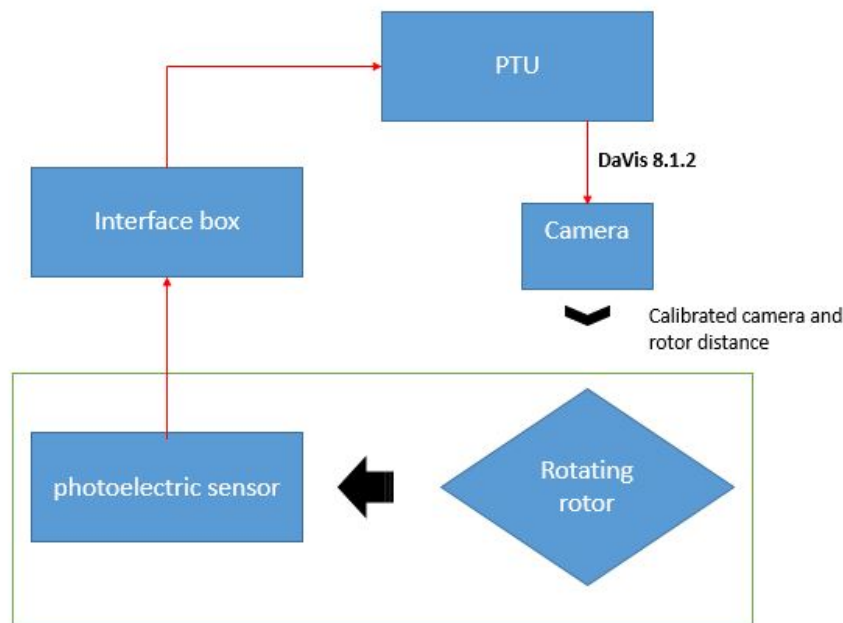 PTU
DaVis 8.1.2
Interface box
Camera
Calibrated camera and
rotor distance
photoelectric sensor
Rotating
rotor